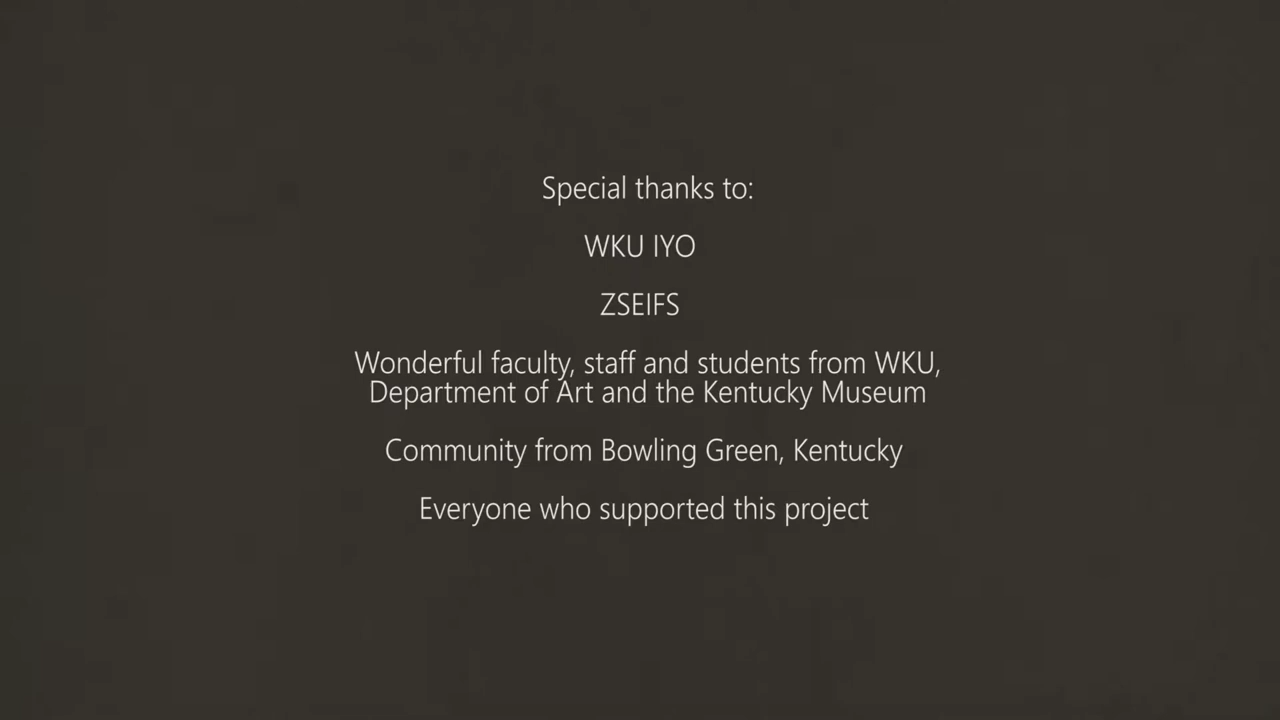 Special thanks to:
WKU IYO
ZSEIFS
Wonderful faculty, staff and students from WKU,
Department of Art and the Kentucky Museum
Community from Bowling Green, Kentucky
Everyone who supported this project